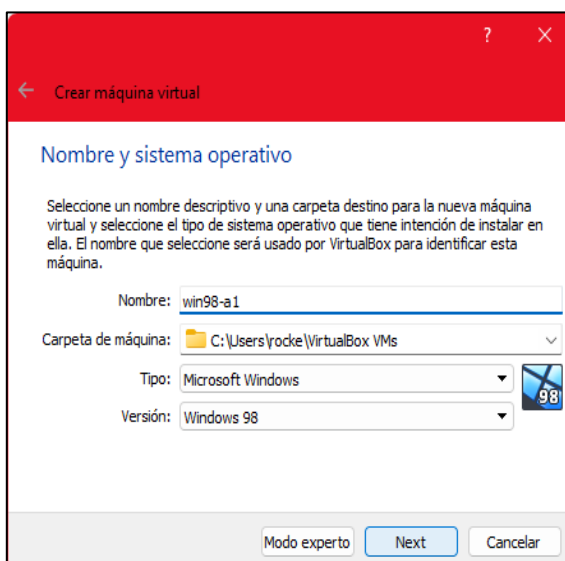 ?
Crear máquina virtual
Nombre y sistema operativo
Seleccione un nombre descriptivo y una carpeta destino para la nueva máquina
virtual y seleccione el tipo de sistema operativo que tiene intención de instalar en
ella. El nombre que seleccione será usado por VirtualBox para identificar esta
máquina.
Nombre: win98-a1
Carpeta de máquina: C:\Users\rocke\VirtualBox VMs
Tipo: Microsoft Windows
98
Versión: Windows 98
Modo experto Next Cancelar